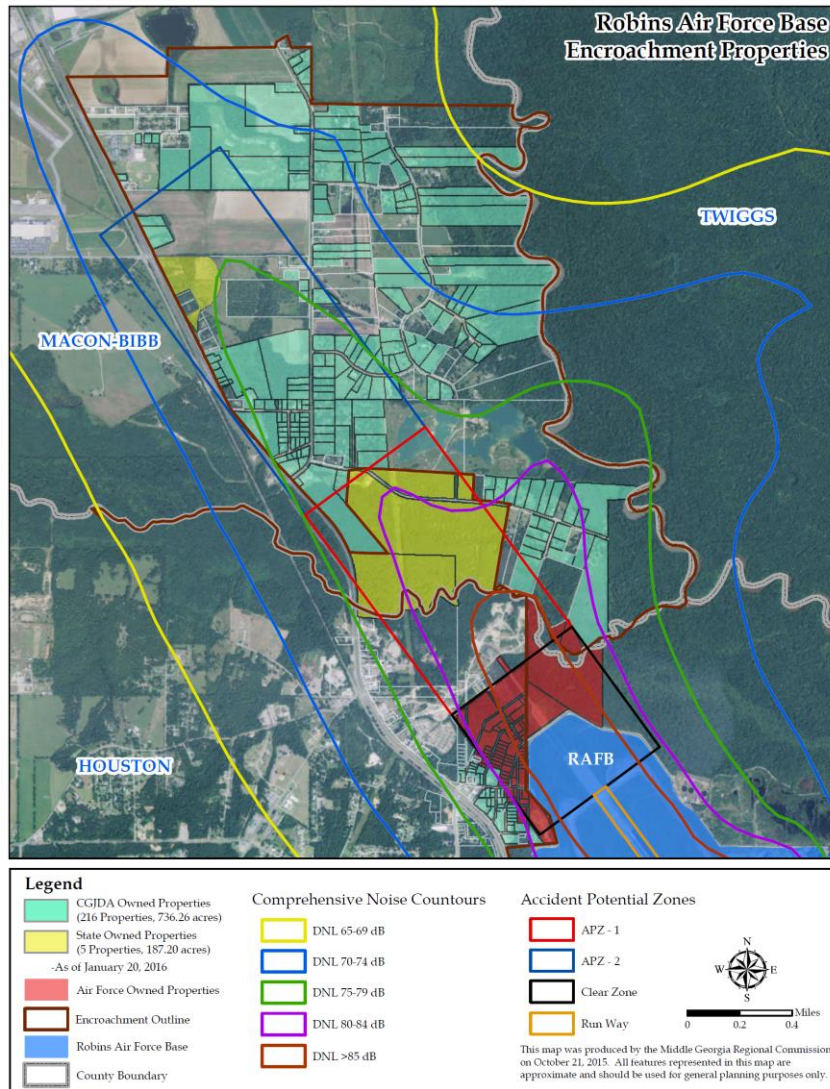 Robins Air Force Base
Encroachment Properties
TWIGGS
MACON-BIBB
HOUSTON
RAFB
Legend
CGJDA Owned Properties
(216 Properties, 736.26 acres)
State Owned Properties
(5 Properties, 187.20 acres)
-As of January 20, 2016
Air Force Owned Properties
Encroachment Outline
Robins Air Force Base
County Boundary
Comprehensive Noise Countours
DNL 65-69 dB
DNL 70-74 dB
DNL 75-79 dB
DNL 80-84 dB
DNL >85 dB
Accident Potential Zones
APZ - 1
APZ - 2
Clear Zone
Run Way
N
W E
S
Miles
0 0.2 0.4
This map was produced by the Middle Georgia Regional Commission
on October 21, 2015. All features represented in this map are
approximate and should be used for general planning purposes only.